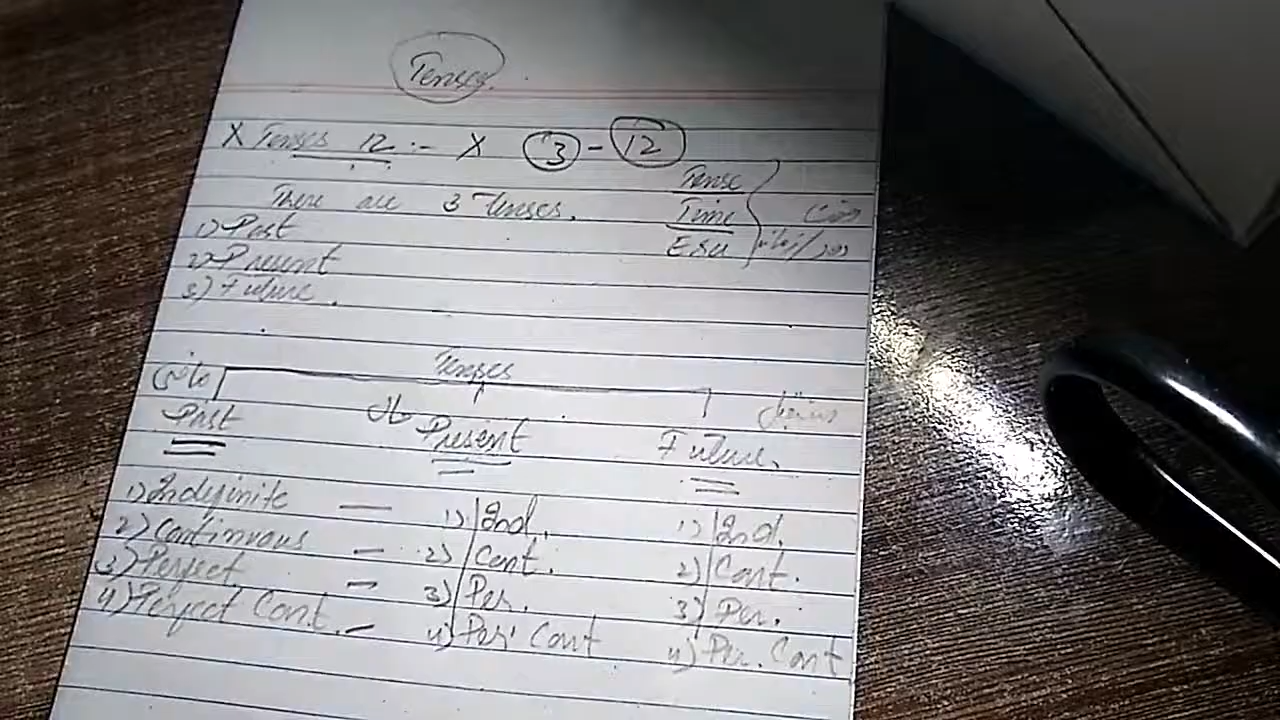 Tenses.
X Tenses 12 :- X 3 - 12
Tense
There are 3 Tenses. Time
1) Past ESU
2) Present
3) Future.
Tenses
Past Present Future.
1) Indefinite — 1) Ind. 1) Ind.
2) Continuous — 2) Cont. 2) Cont.
3) Perfect — 3) Per. 3) Per.
4) Perfect Cont. — 4) Per. Cont 4) Per. Cont